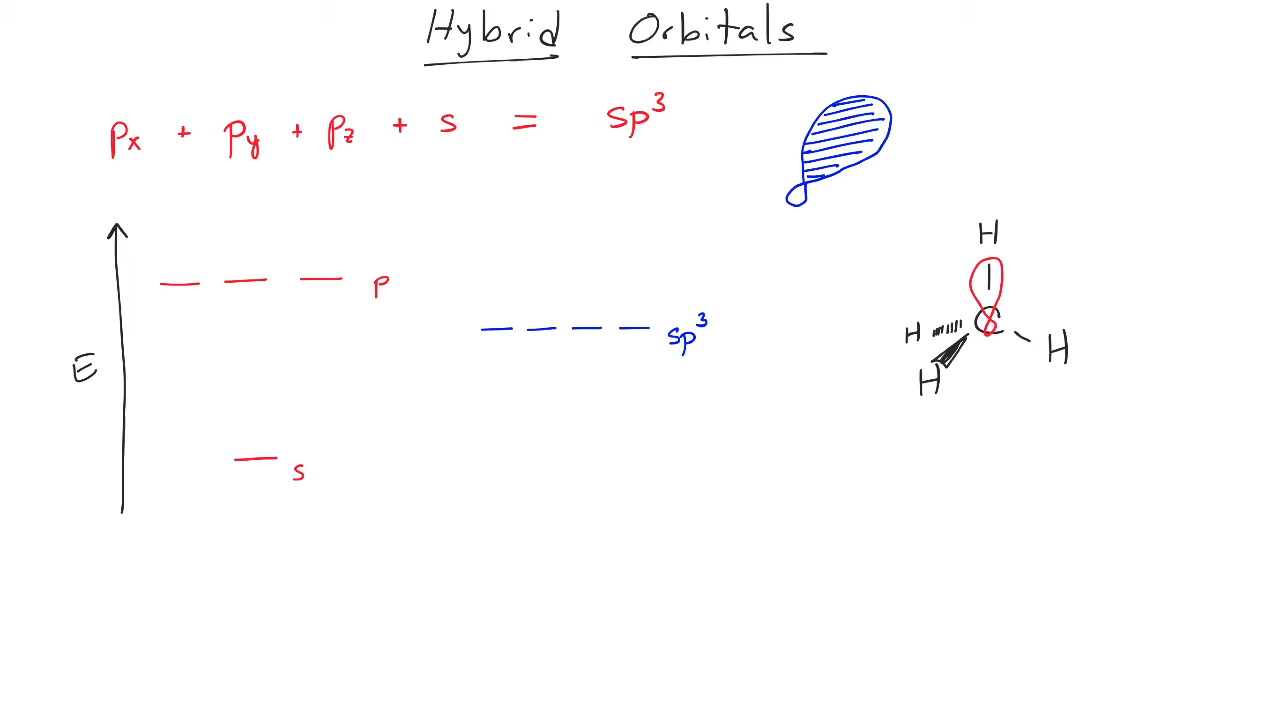 Hybrid Orbitals
px + py + pz + s = sp³
H
p
sp³
H C
H
E
H
s